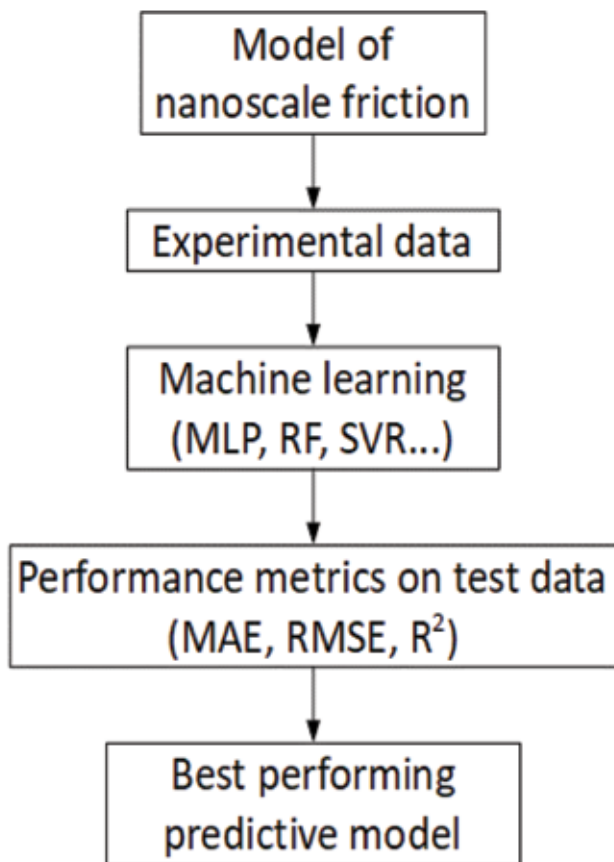 Model of
nanoscale friction
Experimental data
Machine learning
(MLP, RF, SVR...)
Performance metrics on test data
(MAE, RMSE, R²)
Best performing
predictive model